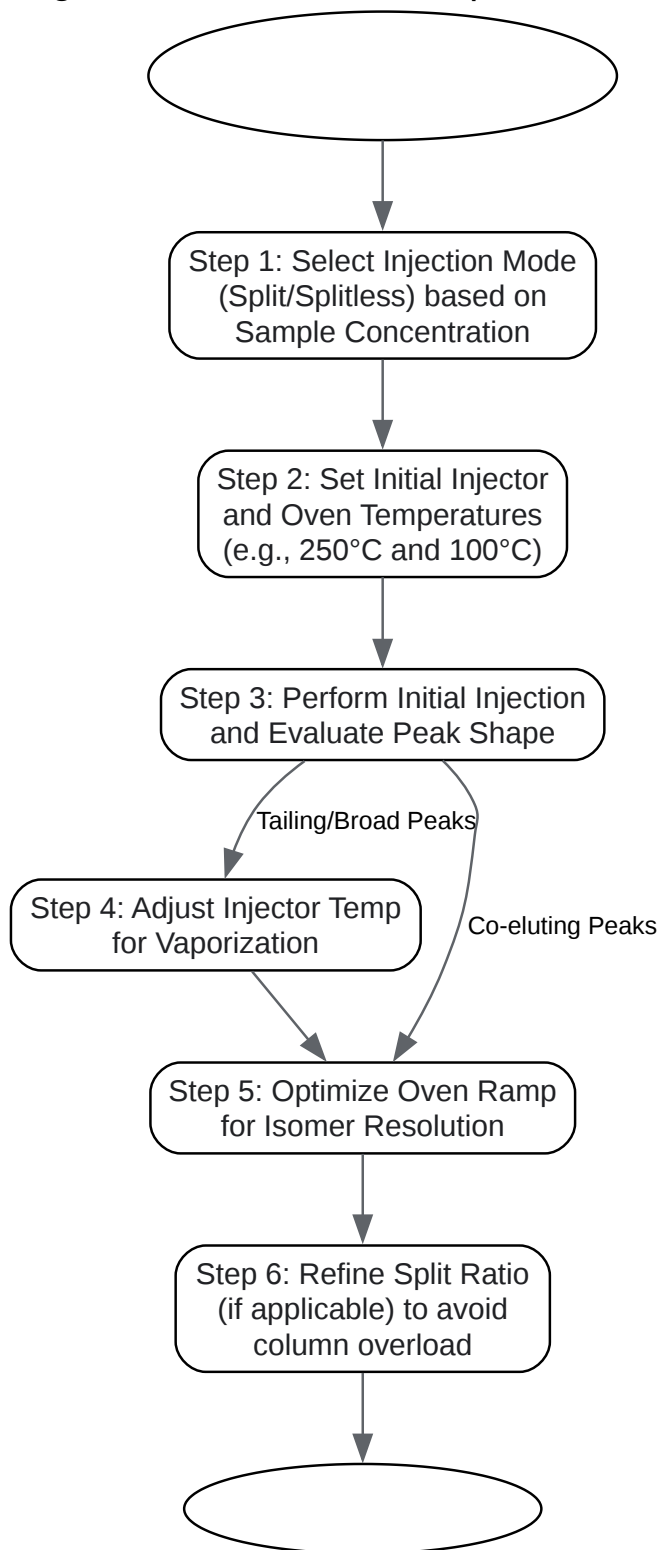 Step 1: Select Injection Mode
(Split/Splitless) based on
Sample Concentration
Step 2: Set Initial Injector
and Oven Temperatures
(e.g., 250°C and 100°C)
Step 3: Perform Initial Injection
and Evaluate Peak Shape
Tailing/Broad Peaks
Step 4: Adjust Injector Temp
for Vaporization
Co-eluting Peaks
Step 5: Optimize Oven Ramp
for Isomer Resolution
Step 6: Refine Split Ratio
(if applicable) to avoid
column overload